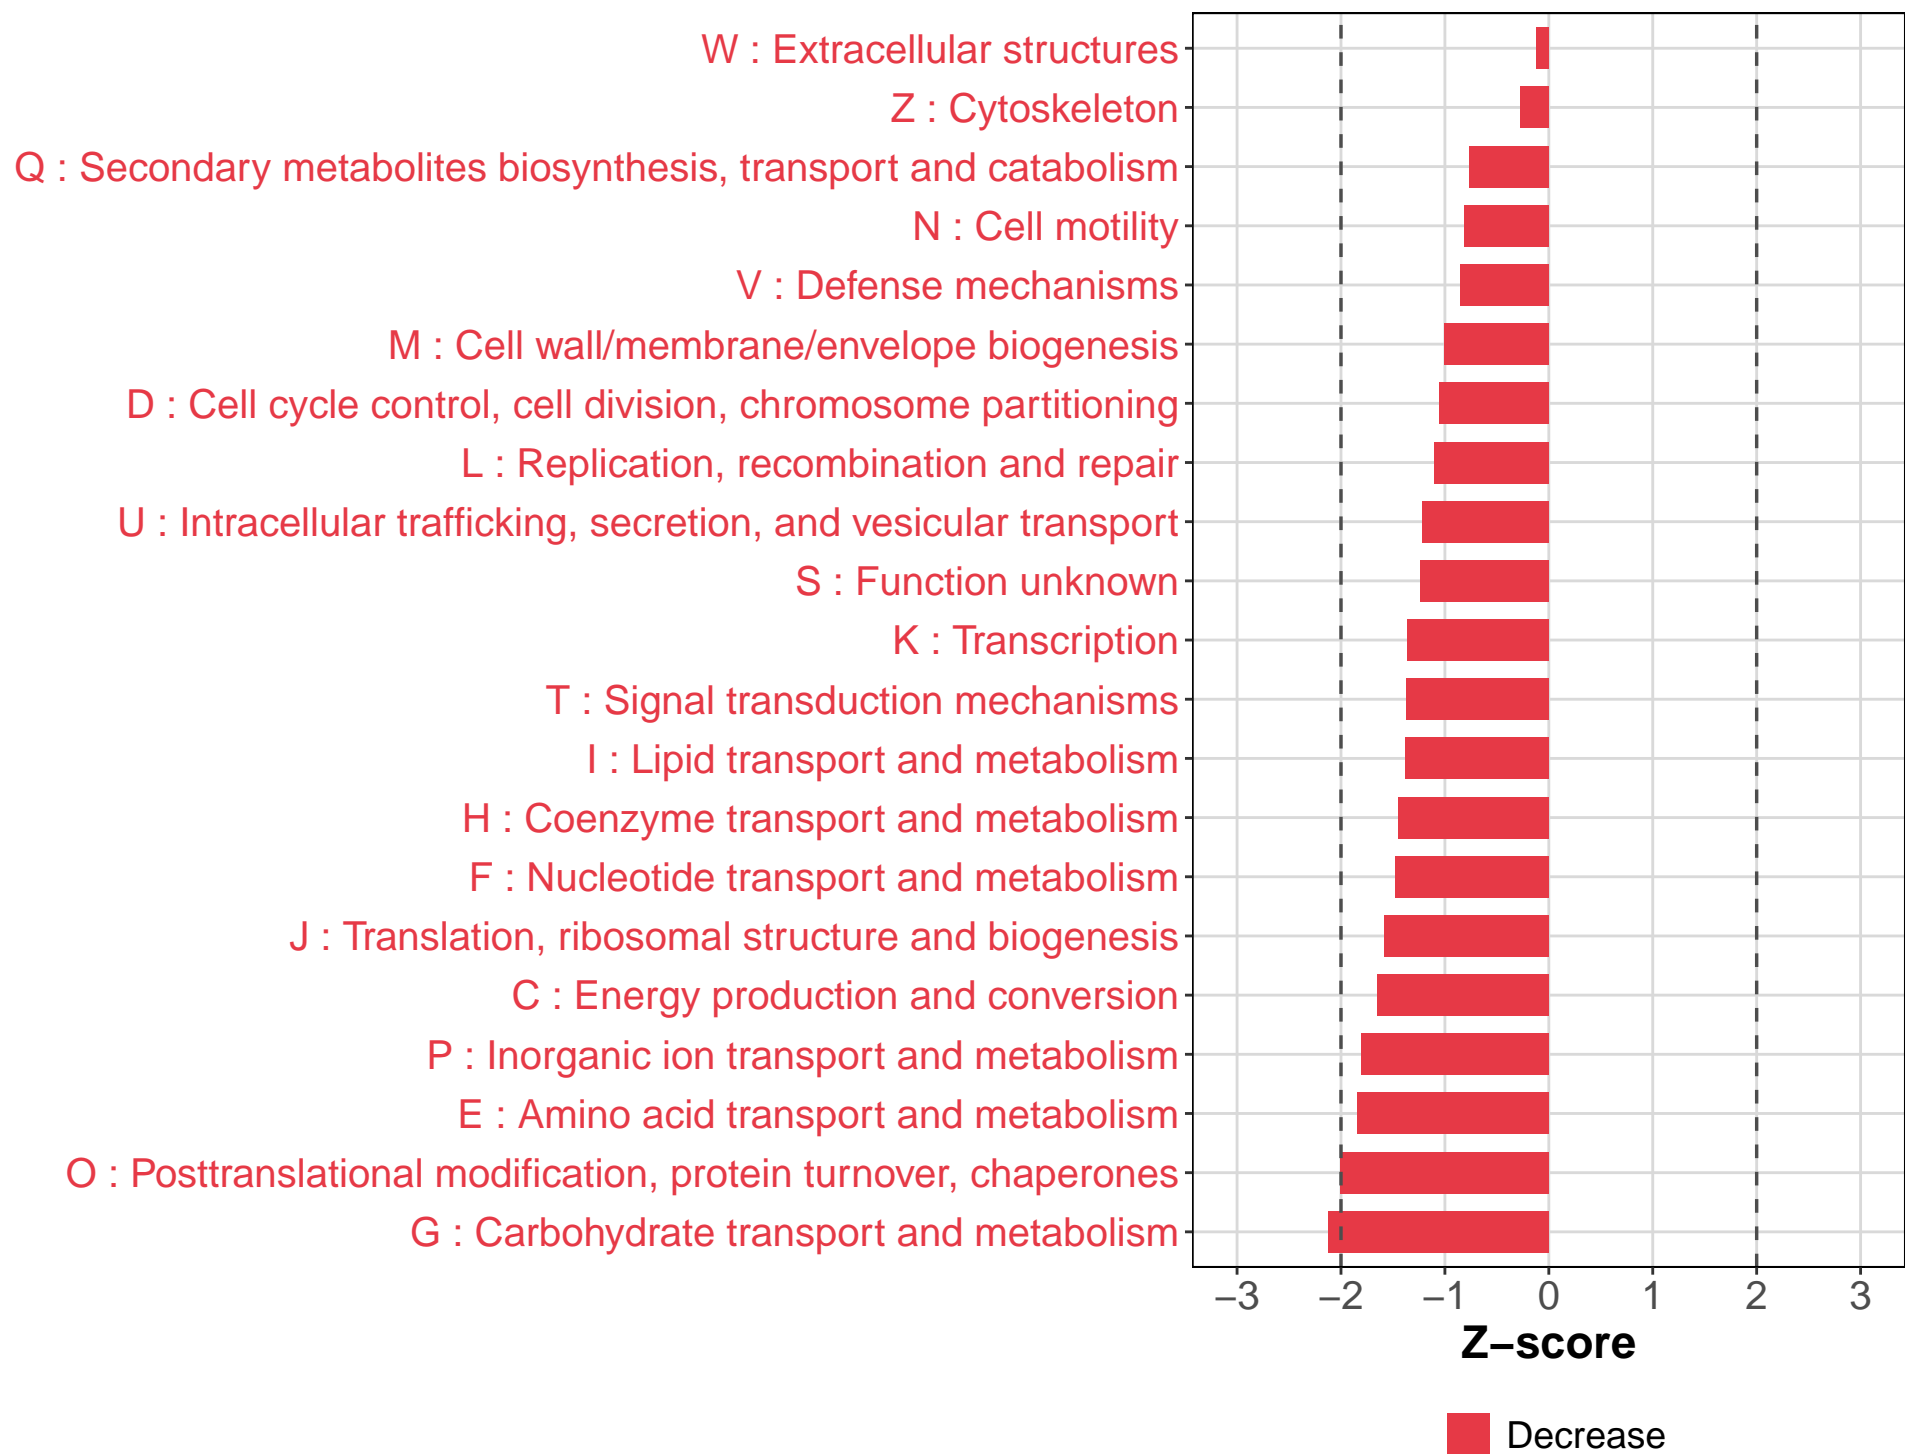 W : Extracellular structures
Z : Cytoskeleton
Q : Secondary metabolites biosynthesis, transport and catabolism
N : Cell motility
V : Defense mechanisms
M : Cell wall/membrane/envelope biogenesis
D : Cell cycle control, cell division, chromosome partitioning
L : Replication, recombination and repair
U : Intracellular trafficking, secretion, and vesicular transport
S : Function unknown
K : Transcription
T : Signal transduction mechanisms
I : Lipid transport and metabolism
H : Coenzyme transport and metabolism
F : Nucleotide transport and metabolism
J : Translation, ribosomal structure and biogenesis
C : Energy production and conversion
P : Inorganic ion transport and metabolism
E : Amino acid transport and metabolism
O : Posttranslational modification, protein turnover, chaperones
G : Carbohydrate transport and metabolism
−3 −2 −1 0 1 2 3
Z−score
Decrease